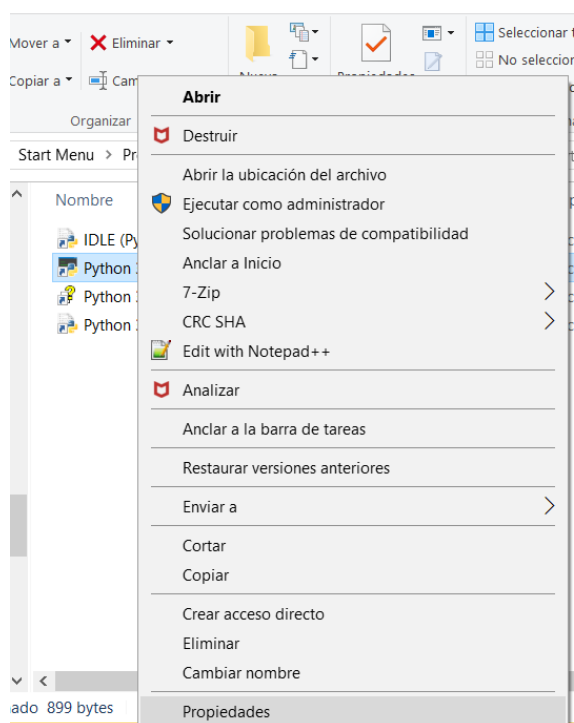 Mover a
Eliminar
Seleccionar
No seleccion
Copiar a
Cam
Organizar
Start Menu > Pr
Nombre
IDLE (Py
Python
Python
Python
Abrir
Destruir
Abrir la ubicación del archivo
Ejecutar como administrador
Solucionar problemas de compatibilidad
Anclar a Inicio
7-Zip
CRC SHA
Edit with Notepad++
Analizar
Anclar a la barra de tareas
Restaurar versiones anteriores
Enviar a
Cortar
Copiar
Crear acceso directo
Eliminar
Cambiar nombre
Propiedades
ado 899 bytes